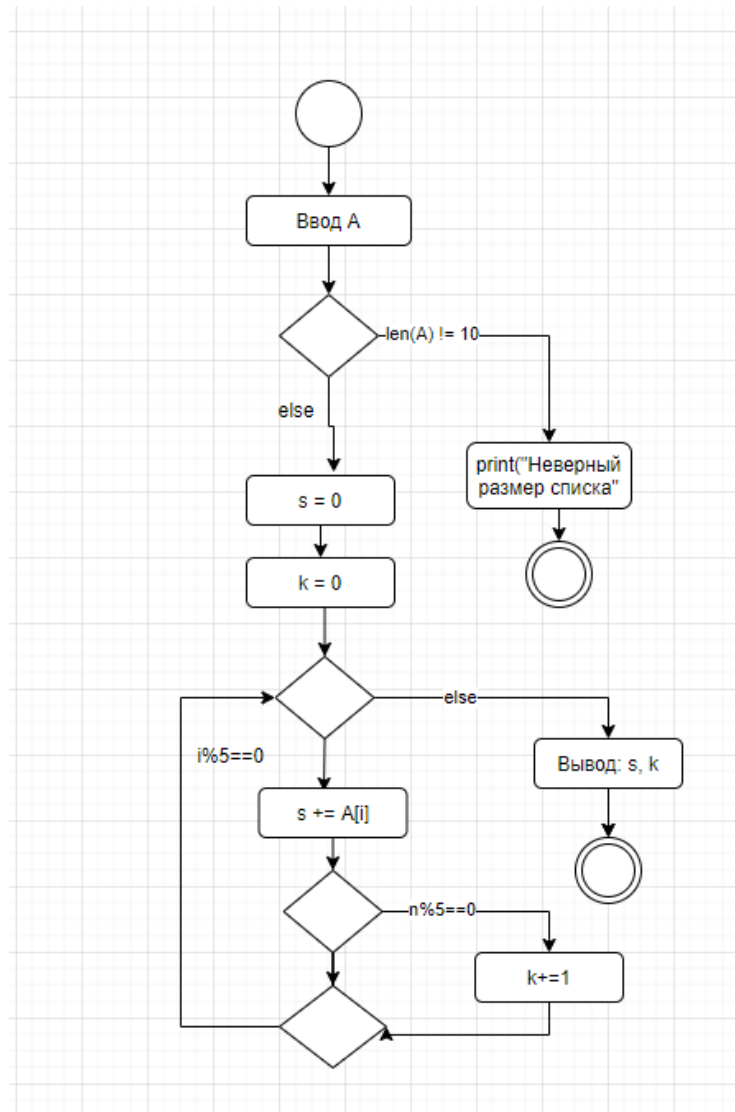 Ввод A
len(A) != 10
else
print("Неверный
размер списка"
s = 0
k = 0
else
i%5==0
Вывод: s, k
s += A[i]
n%5==0
k+=1